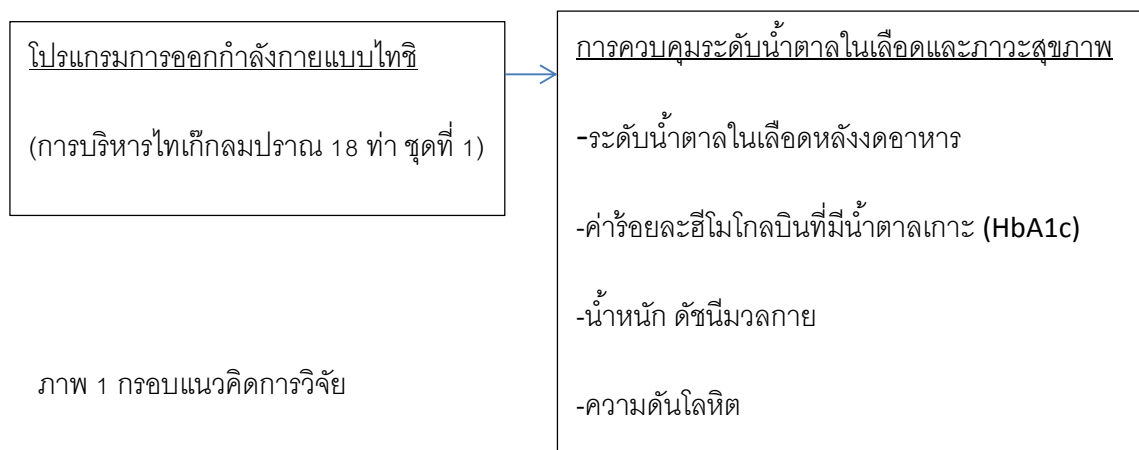 โปรแกรมการออกกำลังกายแบบไทชิ
(การบริหารไทเก๊กลมปราณ 18 ท่า ชุดที่ 1)
การควบคุมระดับน้ำตาลในเลือดและภาวะสุขภาพ
-ระดับน้ำตาลในเลือดหลังงดอาหาร
-ค่าร้อยละฮีโมโกลบินที่มีน้ำตาลเกาะ (HbA1c)
-น้ำหนัก ดัชนีมวลกาย
-ความดันโลหิต
ภาพ 1 กรอบแนวคิดการวิจัย